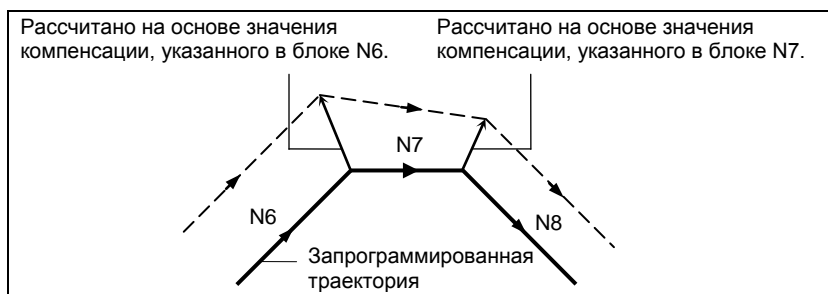 Рассчитано на основе значения
компенсации, указанного в блоке N6.
Рассчитано на основе значения
компенсации, указанного в блоке N7.
N7
N6
N8
Запрограммированная
траектория